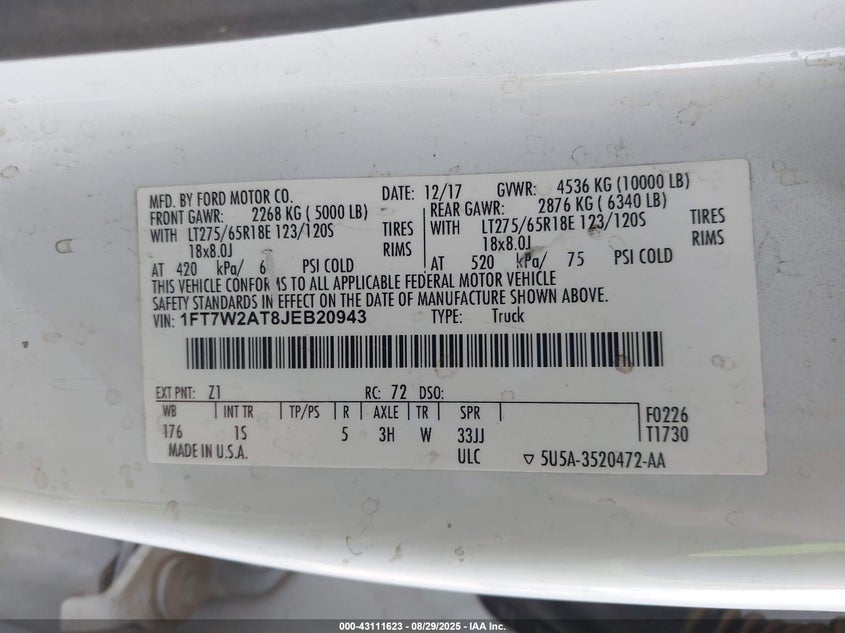 MFD. BY FORD MOTOR CO. DATE: 12/17 GVWR: 4536 KG (10000 LB)
FRONT GAWR: 2268 KG ( 5000 LB) REAR GAWR: 2876 KG ( 6340 LB)
WITH LT275/65R18E 123/120S TIRES WITH LT275/65R18E 123/120S TIRES
18x8.0J RIMS 18x8.0J RIMS
AT 420 kPa/ 6 PSI COLD AT 520 kPa/ 75 PSI COLD
THIS VEHICLE CONFORMS TO ALL APPLICABLE FEDERAL MOTOR VEHICLE
SAFETY STANDARDS IN EFFECT ON THE DATE OF MANUFACTURE SHOWN ABOVE.
VIN: 1FT7W2AT8JEB20943 TYPE: Truck
EXT PNT: Z1 RC: 72 DSO:
WB INT TR TP/PS R AXLE TR SPR F0226
176 1S 5 3H W 33JJ T1730
MADE IN U.S.A. ULC ▽ 5U5A-3520472-AA
000-43111623 - 08/29/2025 - IAA Inc.